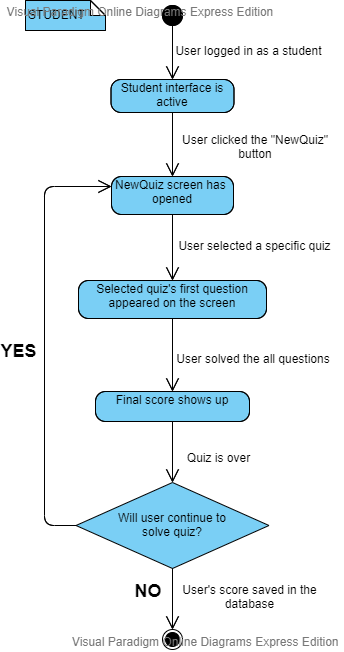 Visual Paradigm Online Diagrams Express Edition
STUDENT
User logged in as a student
Student interface is
active
User clicked the "NewQuiz"
button
NewQuiz screen has
opened
User selected a specific quiz
Selected quiz's first question
appeared on the screen
User solved the all questions
YES
Final score shows up
Quiz is over
Will user continue to
solve quiz?
NO
User's score saved in the
database
Visual Paradigm Online Diagrams Express Edition